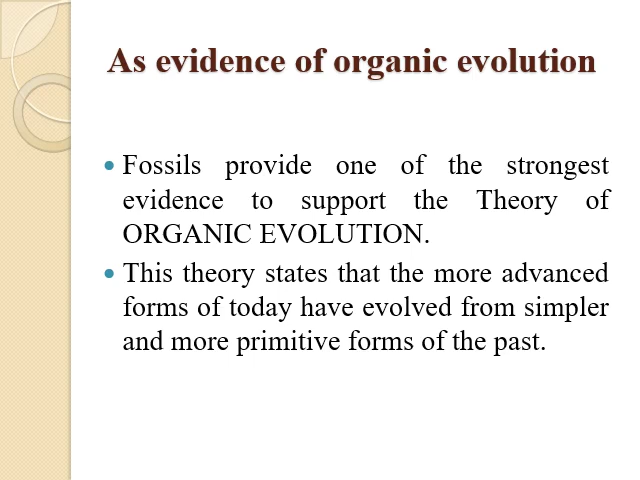 As evidence of organic evolution
• Fossils provide one of the strongest
evidence to support the Theory of
ORGANIC EVOLUTION.
• This theory states that the more advanced
forms of today have evolved from simpler
and more primitive forms of the past.